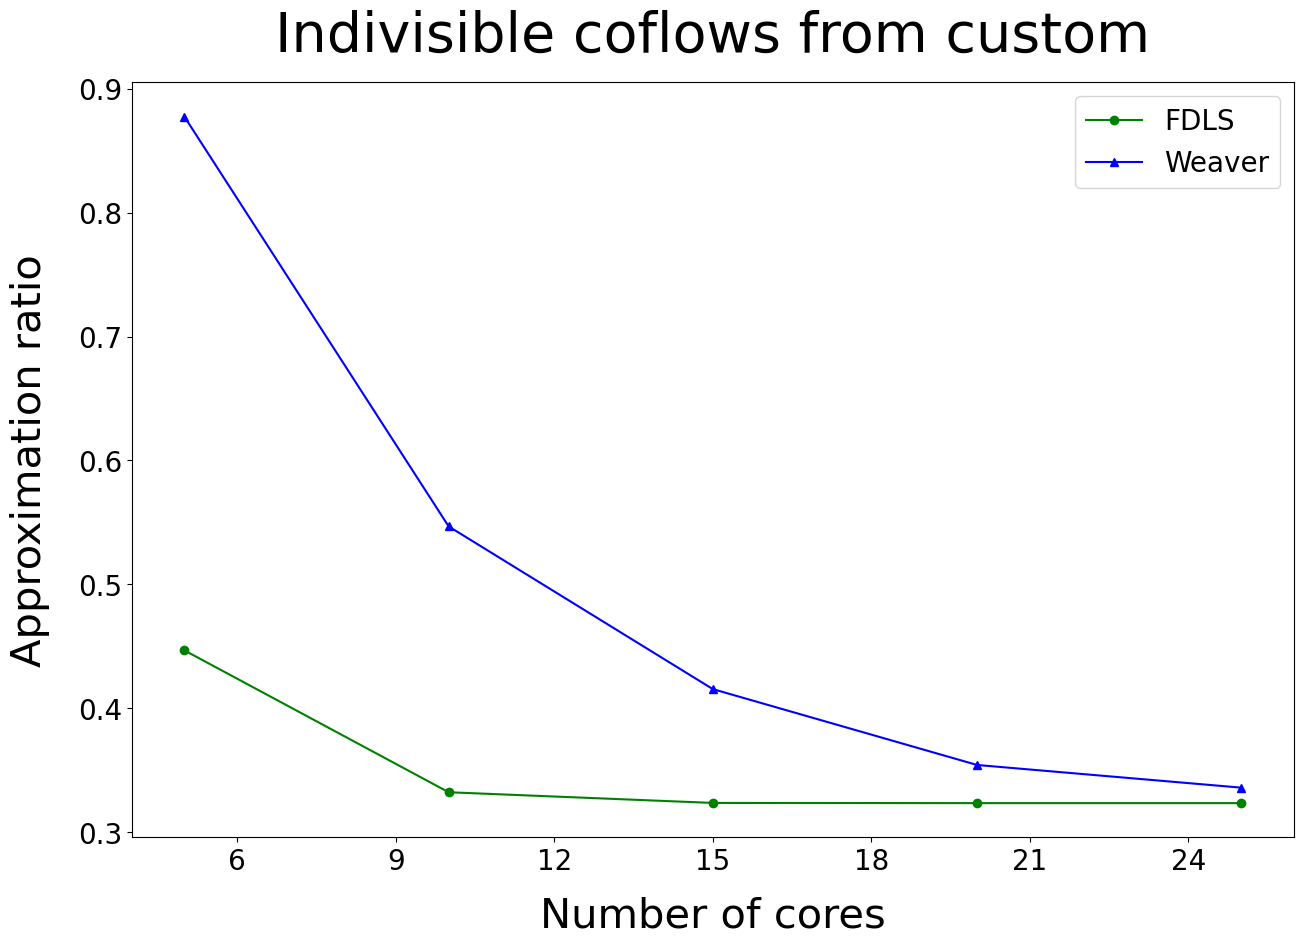 Indivisible coflows from custom
0.9
0.8
0.7
0.6
0.5
0.4
0.3
Approximation ratio
FDLS
Weaver
6 9 12 15 18 21 24
Number of cores